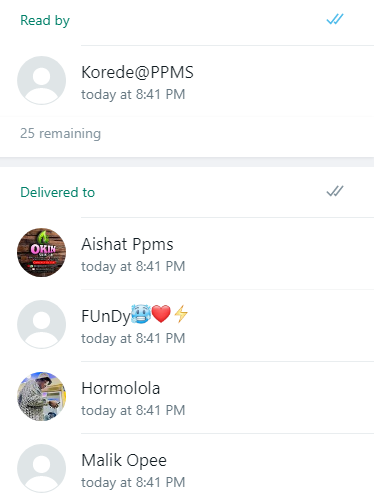 Read by
Korede@PPMS
today at 8:41 PM
25 remaining
Delivered to
OKIN
Aishat Ppms
today at 8:41 PM
FUnDy🥶❤️⚡
today at 8:41 PM
Hormolola
today at 8:41 PM
Malik Opee
today at 8:41 PM